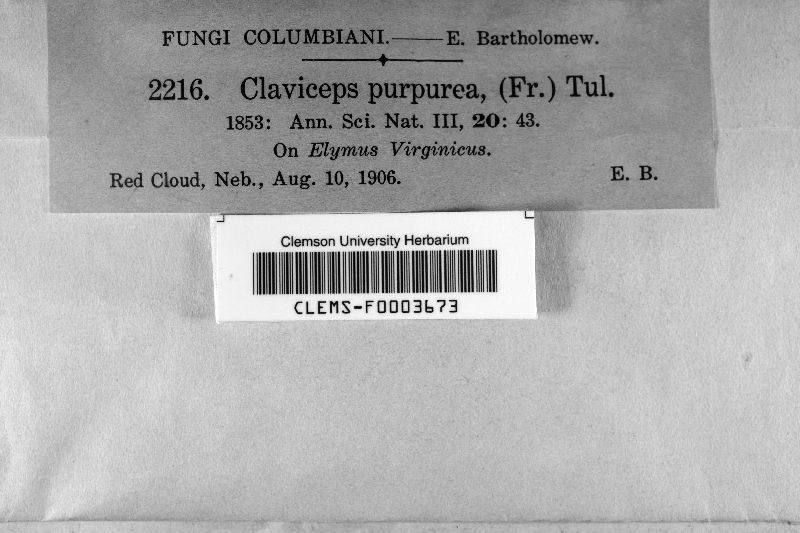 FUNGI COLUMBIANI.——E. Bartholomew.
2216. Claviceps purpurea, (Fr.) Tul.
1853: Ann. Sci. Nat. III, 20: 43.
On Elymus Virginicus.
Red Cloud, Neb., Aug. 10, 1906. E. B.
Clemson University Herbarium
CLEMS-F0003673